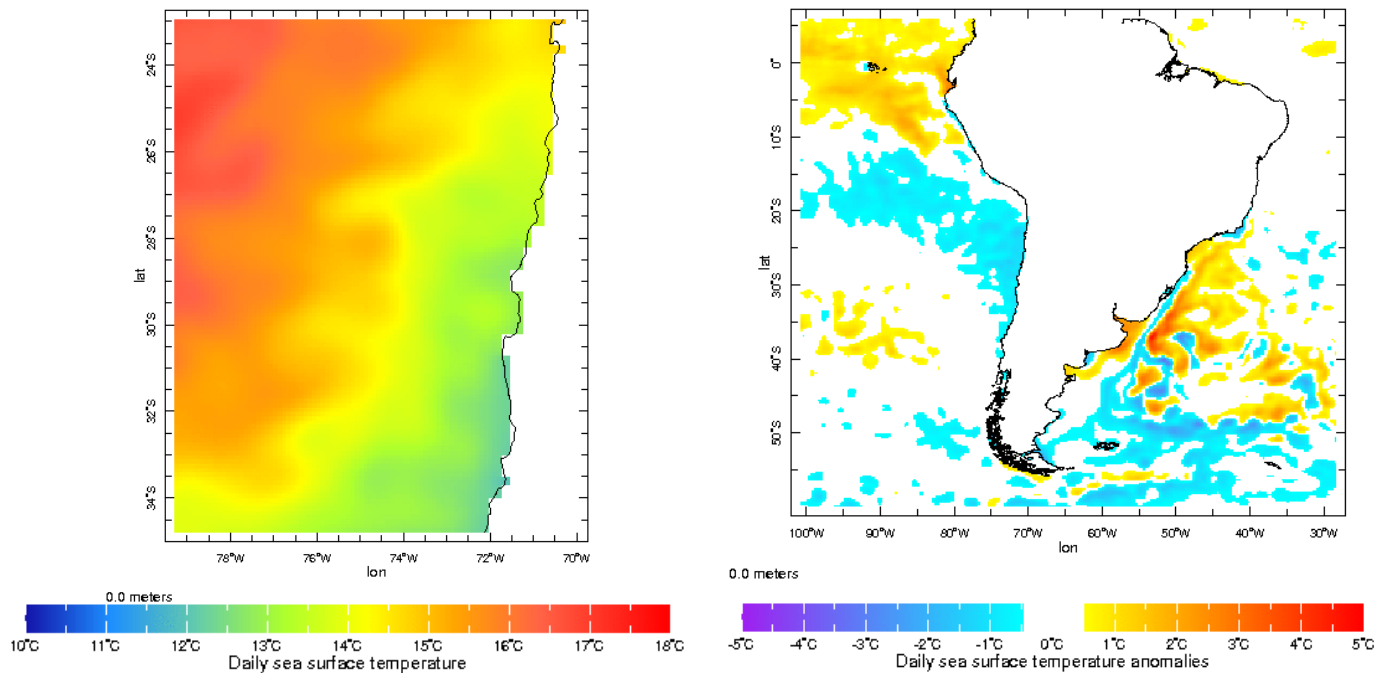 24°S
26°S
28°S
lat
30°S
32°S
34°S
78°W 76°W 74°W 72°W 70°W
lon
0.0 meters
10°C 11°C 12°C 13°C 14°C 15°C 16°C 17°C 18°C
Daily sea surface temperature
0°
10°S
20°S
lat
30°S
40°S
50°S
100°W 90°W 80°W 70°W 60°W 50°W 40°W 30°W
lon
0.0 meters
-5°C -4°C -3°C -2°C -1°C 0°C 1°C 2°C 3°C 4°C 5°C
Daily sea surface temperature anomalies